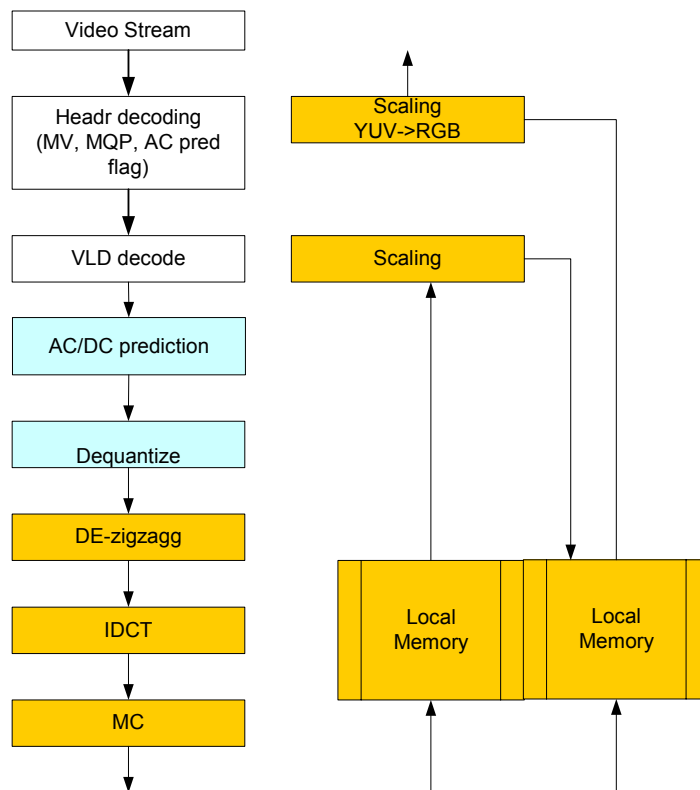 Video Stream
Headr decoding
(MV, MQP, AC pred
flag)
VLD decode
AC/DC prediction
Dequantize
DE-zigzagg
IDCT
MC
Scaling
YUV->RGB
Scaling
Local
Memory
Local
Memory